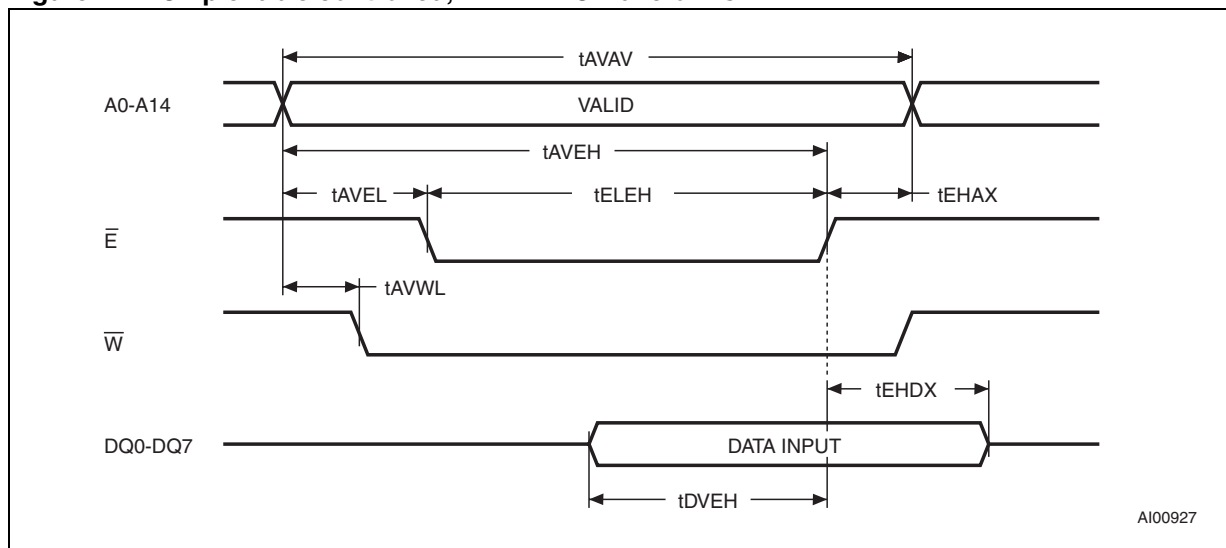 tAVAV
A0-A14
VALID
tAVEH
tAVEL
tELEH
tEHAX
E̅
tAVWL
W̅
tEHDX
DQ0-DQ7
DATA INPUT
tDVEH
AI00927